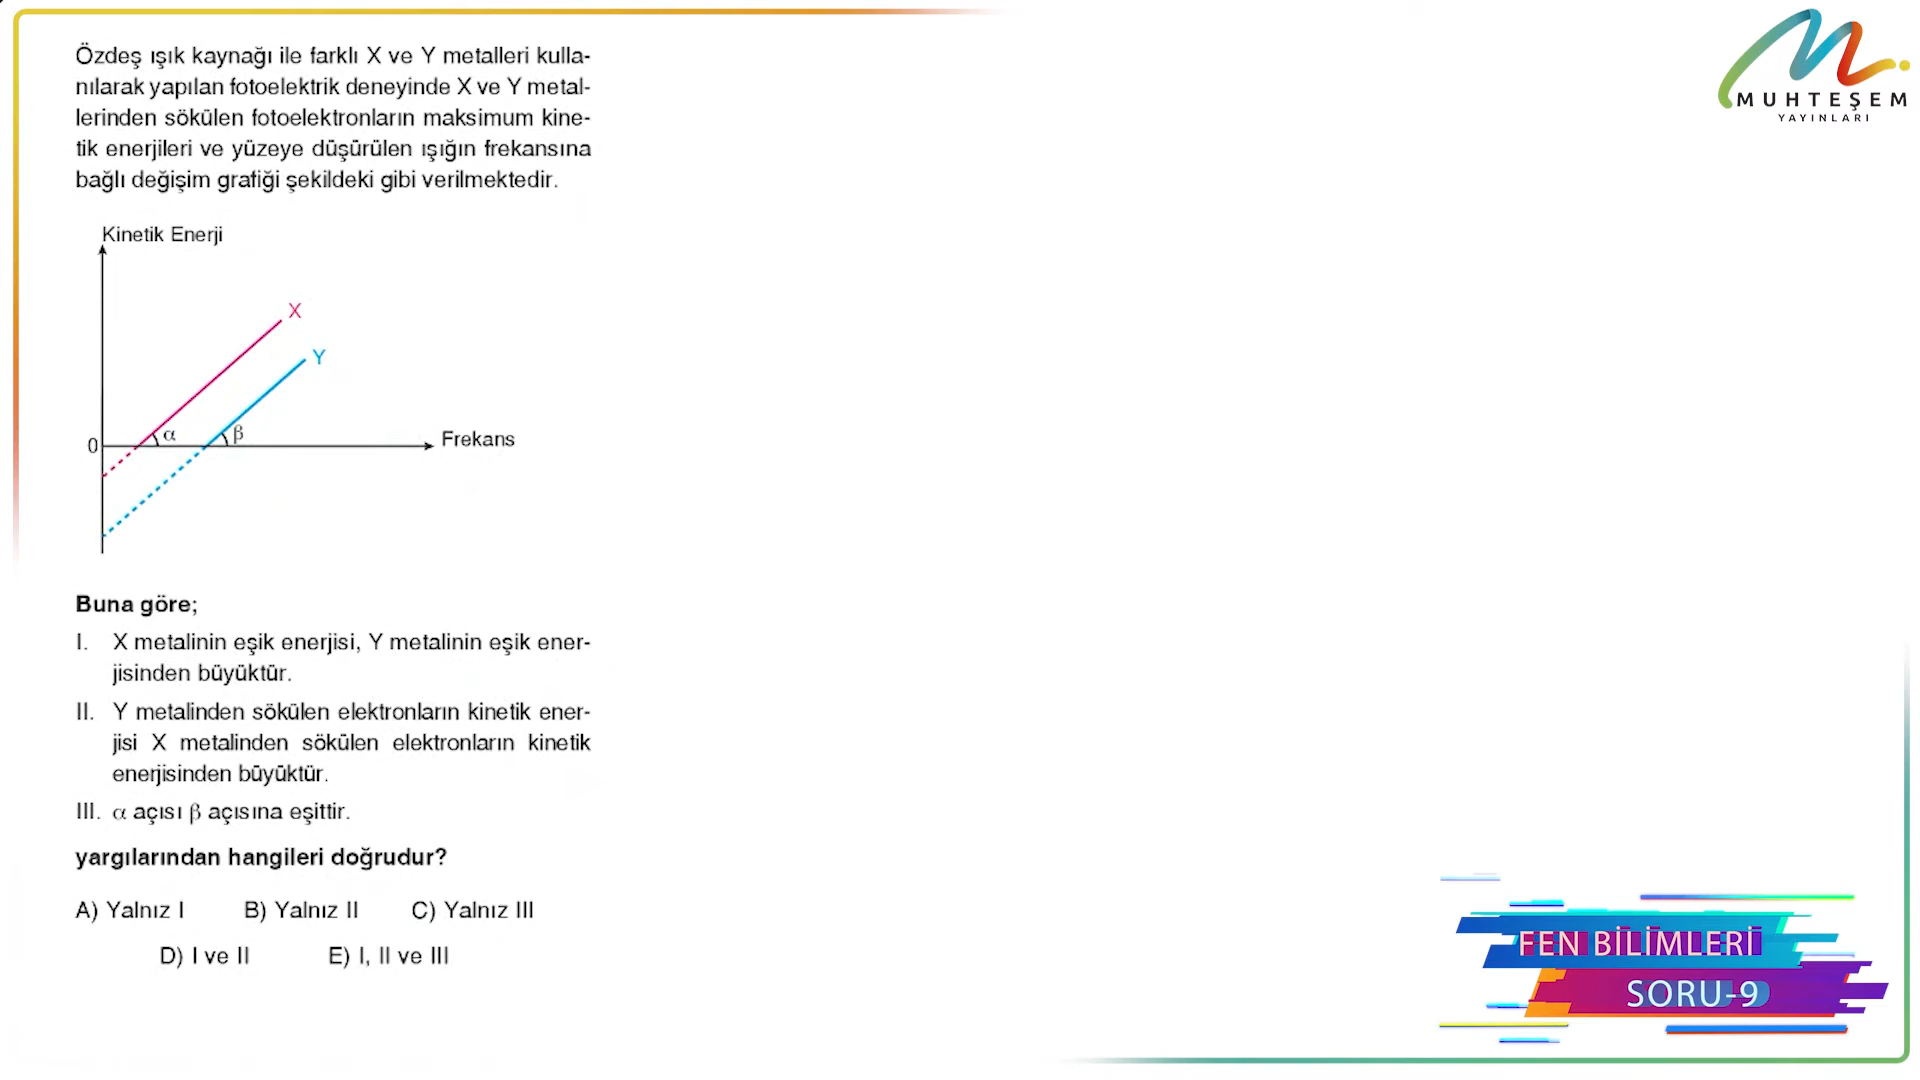 Özdeş ışık kaynağı ile farklı X ve Y metalleri kulla-
nılarak yapılan fotoelektrik deneyinde X ve Y metal-
lerinden sökülen fotoelektronların maksimum kine-
tik enerjileri ve yüzeye düşürülen ışığın frekansına
bağlı değişim grafiği şekildeki gibi verilmektedir.
Kinetik Enerji
X
Y
α
β
0
Frekans
Buna göre;
I. X metalinin eşik enerjisi, Y metalinin eşik ener-
jisinden büyüktür.
II. Y metalinden sökülen elektronların kinetik ener-
jisi X metalinden sökülen elektronların kinetik
enerjisinden büyüktür.
III. α açısı β açısına eşittir.
yargılarından hangileri doğrudur?
A) Yalnız I B) Yalnız II C) Yalnız III
D) I ve II E) I, II ve III
MUHTEŞEM
YAYINLARI
FEN BİLİMLERİ
SORU-9